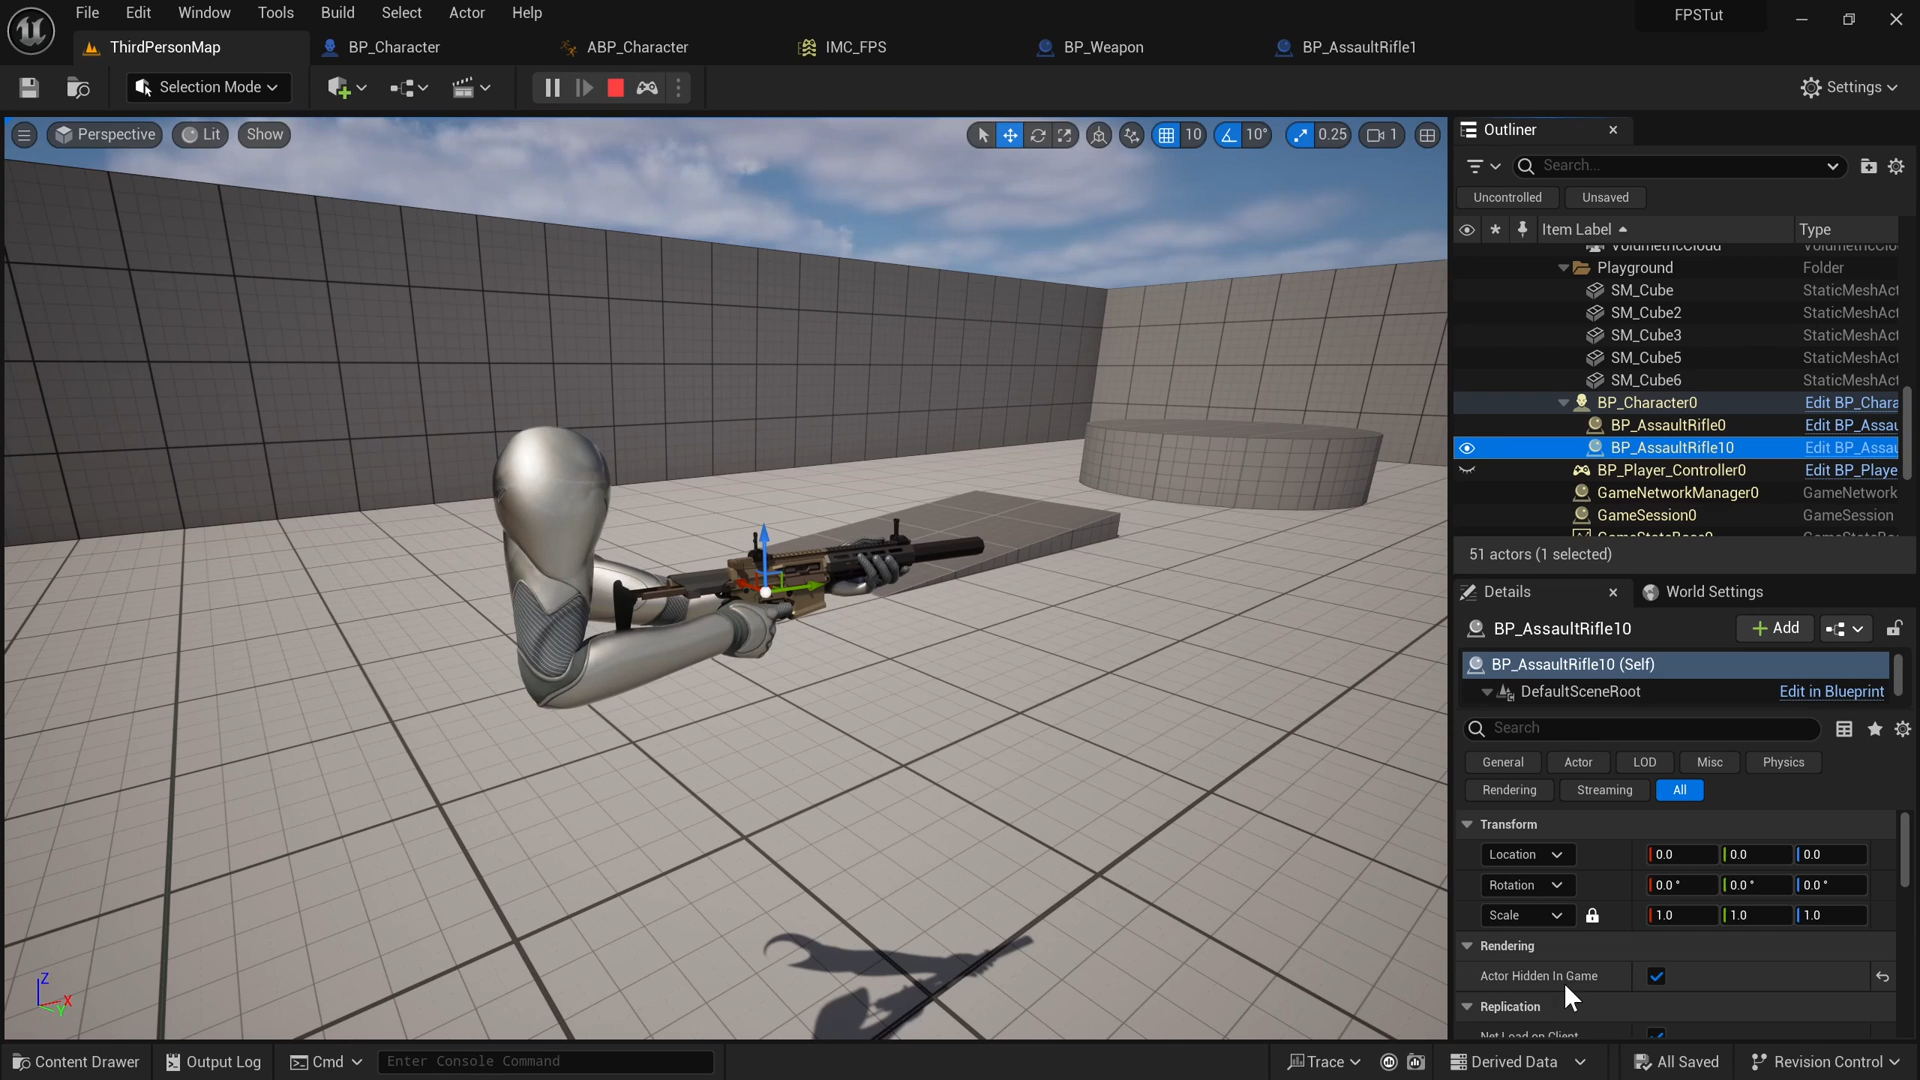 File Edit Window Tools Build Select Actor Help
FPSTut
ThirdPersonMap
BP_Character
ABP_Character
IMC_FPS
BP_Weapon
BP_AssaultRifle1
Selection Mode
Settings
Perspective
Lit
Show
10
10°
0.25
1
Outliner
Search...
Uncontrolled
Unsaved
Item Label
Type
VolumetricCloud
Playground
Folder
SM_Cube
StaticMeshAct
SM_Cube2
StaticMeshAct
SM_Cube3
StaticMeshAct
SM_Cube5
StaticMeshAct
SM_Cube6
StaticMeshAct
BP_Character0
Edit BP_Chara
BP_AssaultRifle0
Edit BP_Assau
BP_AssaultRifle10
Edit BP_Assau
BP_Player_Controller0
Edit BP_Playe
GameNetworkManager0
GameNetwork
GameSession0
GameSession
51 actors (1 selected)
Details
World Settings
BP_AssaultRifle10
Add
BP_AssaultRifle10 (Self)
DefaultSceneRoot
Edit in Blueprint
Search
General
Actor
LOD
Misc
Physics
Rendering
Streaming
All
Transform
Location
0.0
0.0
0.0
Rotation
0.0 °
0.0 °
0.0 °
Scale
1.0
1.0
1.0
Rendering
Actor Hidden In Game
Replication
Net Load on Client
Z
X
Y
Content Drawer
Output Log
Cmd
Enter Console Command
Trace
Derived Data
All Saved
Revision Control